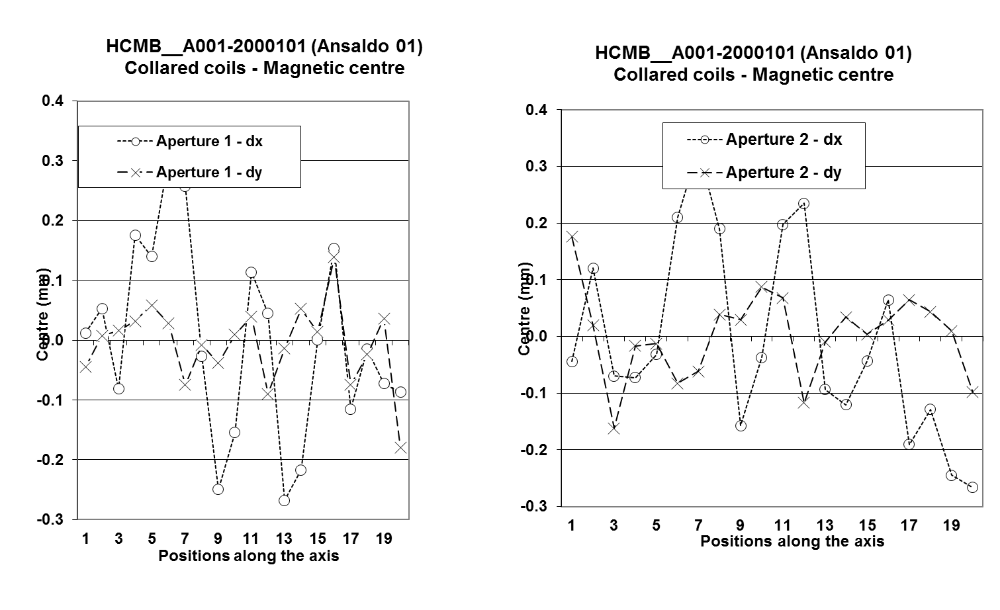 HCMB__A001-2000101 (Ansaldo 01)
Collared coils - Magnetic centre
0.4
0.3
0.2
0.1
0.0
-0.1
-0.2
-0.3
Centre (mm)
Aperture 1 - dx
Aperture 1 - dy
1 3 5 7 9 11 13 15 17 19
Positions along the axis
HCMB__A001-2000101 (Ansaldo 01)
Collared coils - Magnetic centre
0.4
0.3
0.2
0.1
0.0
-0.1
-0.2
-0.3
Centre (mm)
Aperture 2 - dx
Aperture 2 - dy
1 3 5 7 9 11 13 15 17 19
Positions along the axis